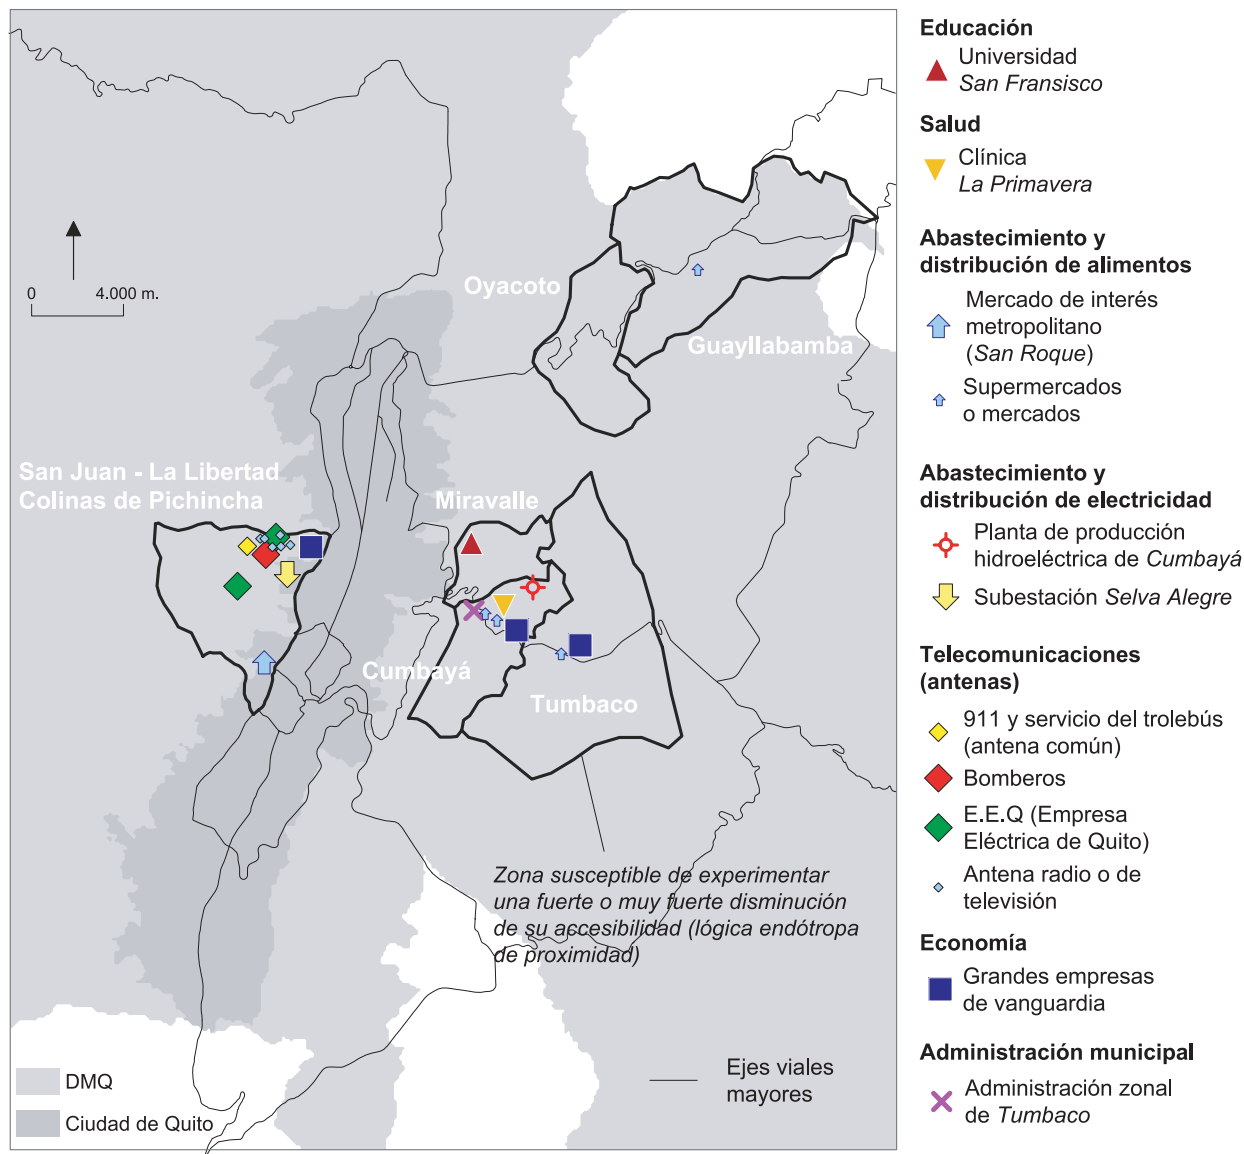 0
4.000 m.
Oyacoto
Guayllabamba
San Juan - La Libertad
Colinas de Pichincha
Miravalle
Cumbayá
Tumbaco
Zona susceptible de experimentar
una fuerte o muy fuerte disminución
de su accesibilidad (lógica endótropa
de proximidad)
DMQ
Ciudad de Quito
Ejes viales
mayores
Educación
Universidad
San Fransisco
Salud
Clínica
La Primavera
Abastecimiento y
distribución de alimentos
Mercado de interés
metropolitano
(San Roque)
Supermercados
o mercados
Abastecimiento y
distribución de electricidad
Planta de producción
hidroeléctrica de Cumbayá
Subestación Selva Alegre
Telecomunicaciones
(antenas)
911 y servicio del trolebús
(antena común)
Bomberos
E.E.Q (Empresa
Eléctrica de Quito)
Antena radio o de
televisión
Economía
Grandes empresas
de vanguardia
Administración municipal
Administración zonal
de Tumbaco